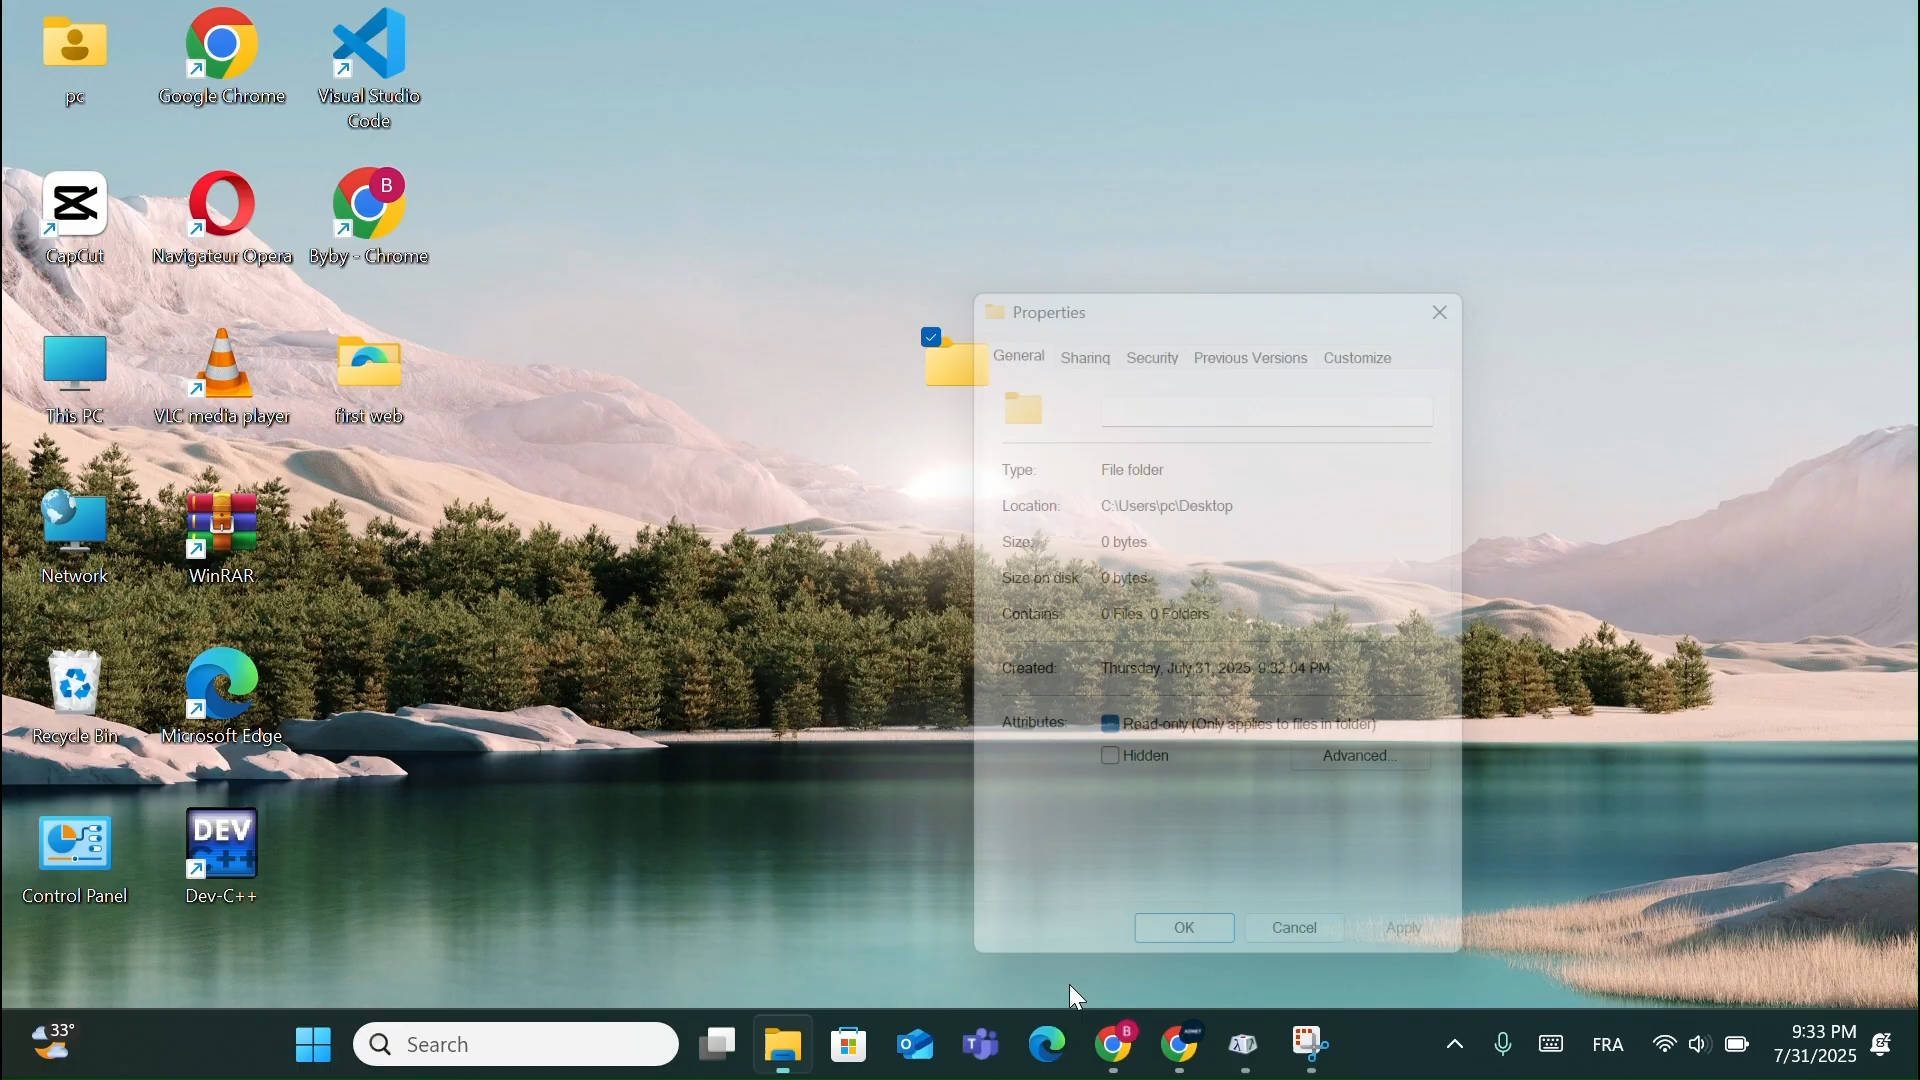 pc
Google Chrome
Visual Studio
Code
B
CapCut
Navigateur Opera
Byby - Chrome
This PC
VLC media player
first web
Network
WinRAR
Recycle Bin
Microsoft Edge
DEV
C++
Control Panel
Dev-C++
Properties
General
Sharing
Security
Previous Versions
Customize
Type:
File folder
Location:
C:\Users\pc\Desktop
Size:
0 bytes
Size on disk:
0 bytes
Contains:
0 Files, 0 Folders
Created:
Thursday, July 31, 2025, 9:32:04 PM
Attributes:
Read-only (Only applies to files in folder)
Hidden
Advanced...
OK
Cancel
Apply
33°
Search
B
FRA
9:33 PM
7/31/2025